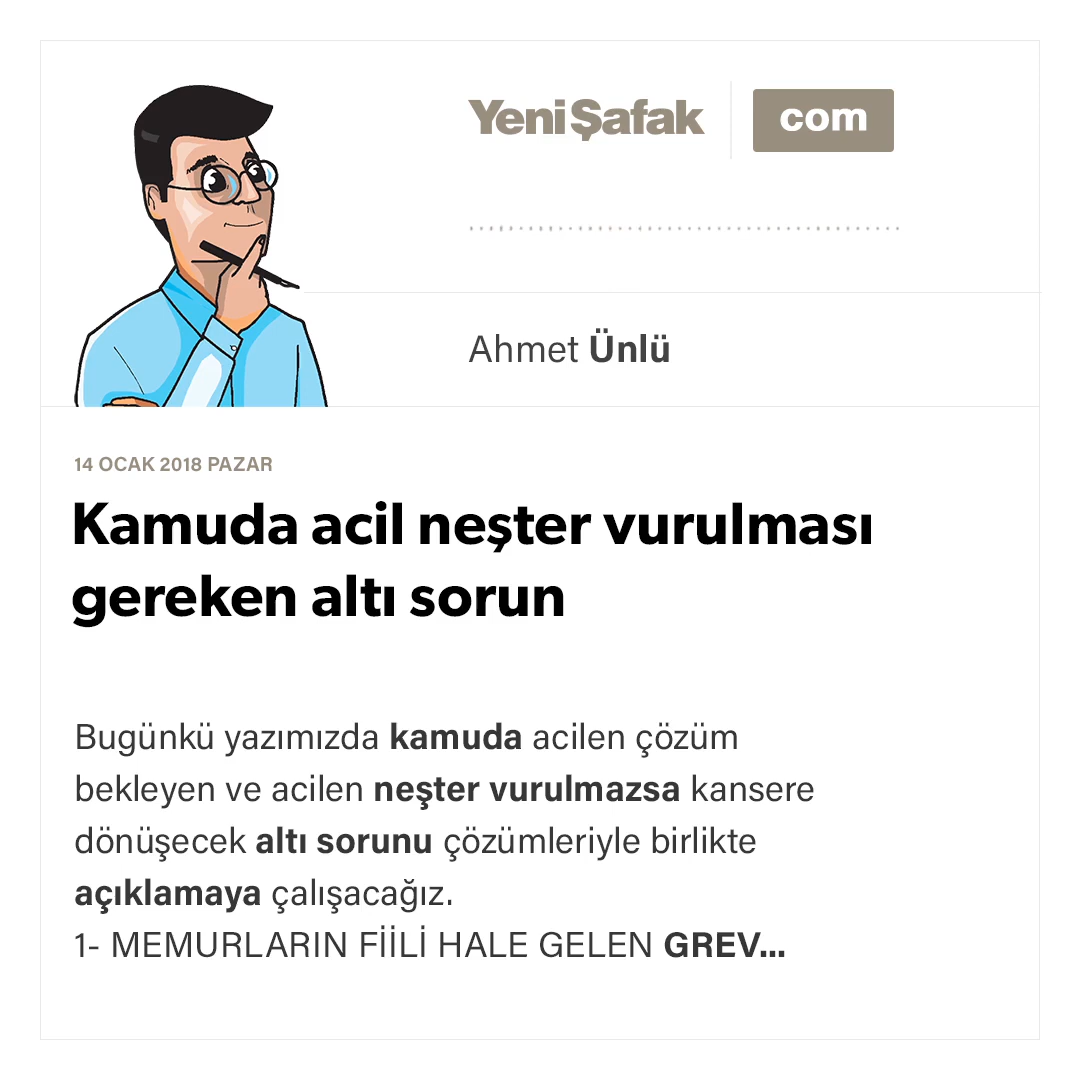 Yeni Şafak
com
Ahmet Ünlü
14 OCAK 2018 PAZAR
Kamuda acil neşter vurulması
gereken altı sorun
Bugünkü yazımızda kamuda acilen çözüm
bekleyen ve acilen neşter vurulmazsa kansere
dönüşecek altı sorunu çözümleriyle birlikte
açıklamaya çalışacağız.
1- MEMURLARIN FİİLİ HALE GELEN GREV...